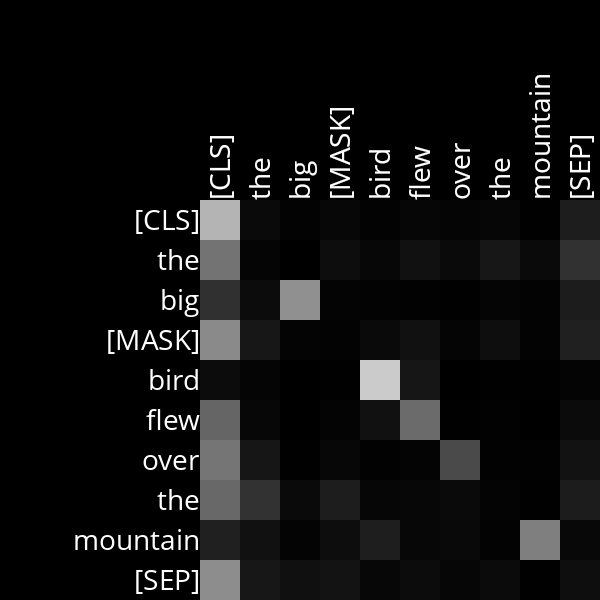 [CLS]
the
big
[MASK]
bird
flew
over
the
mountain
[SEP]
[CLS]
the
big
[MASK]
bird
flew
over
the
mountain
[SEP]